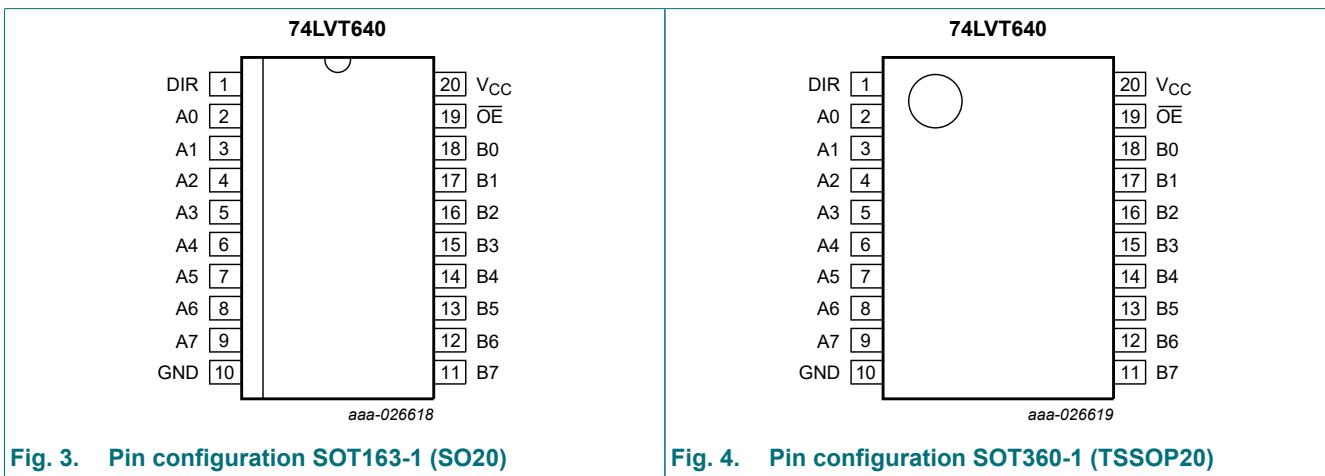 74LVT640
DIR 1 20 VCC
A0 2 19 OE
A1 3 18 B0
A2 4 17 B1
A3 5 16 B2
A4 6 15 B3
A5 7 14 B4
A6 8 13 B5
A7 9 12 B6
GND 10 11 B7
aaa-026618
Fig. 3. Pin configuration SOT163-1 (SO20)
74LVT640
DIR 1 20 VCC
A0 2 19 OE
A1 3 18 B0
A2 4 17 B1
A3 5 16 B2
A4 6 15 B3
A5 7 14 B4
A6 8 13 B5
A7 9 12 B6
GND 10 11 B7
aaa-026619
Fig. 4. Pin configuration SOT360-1 (TSSOP20)